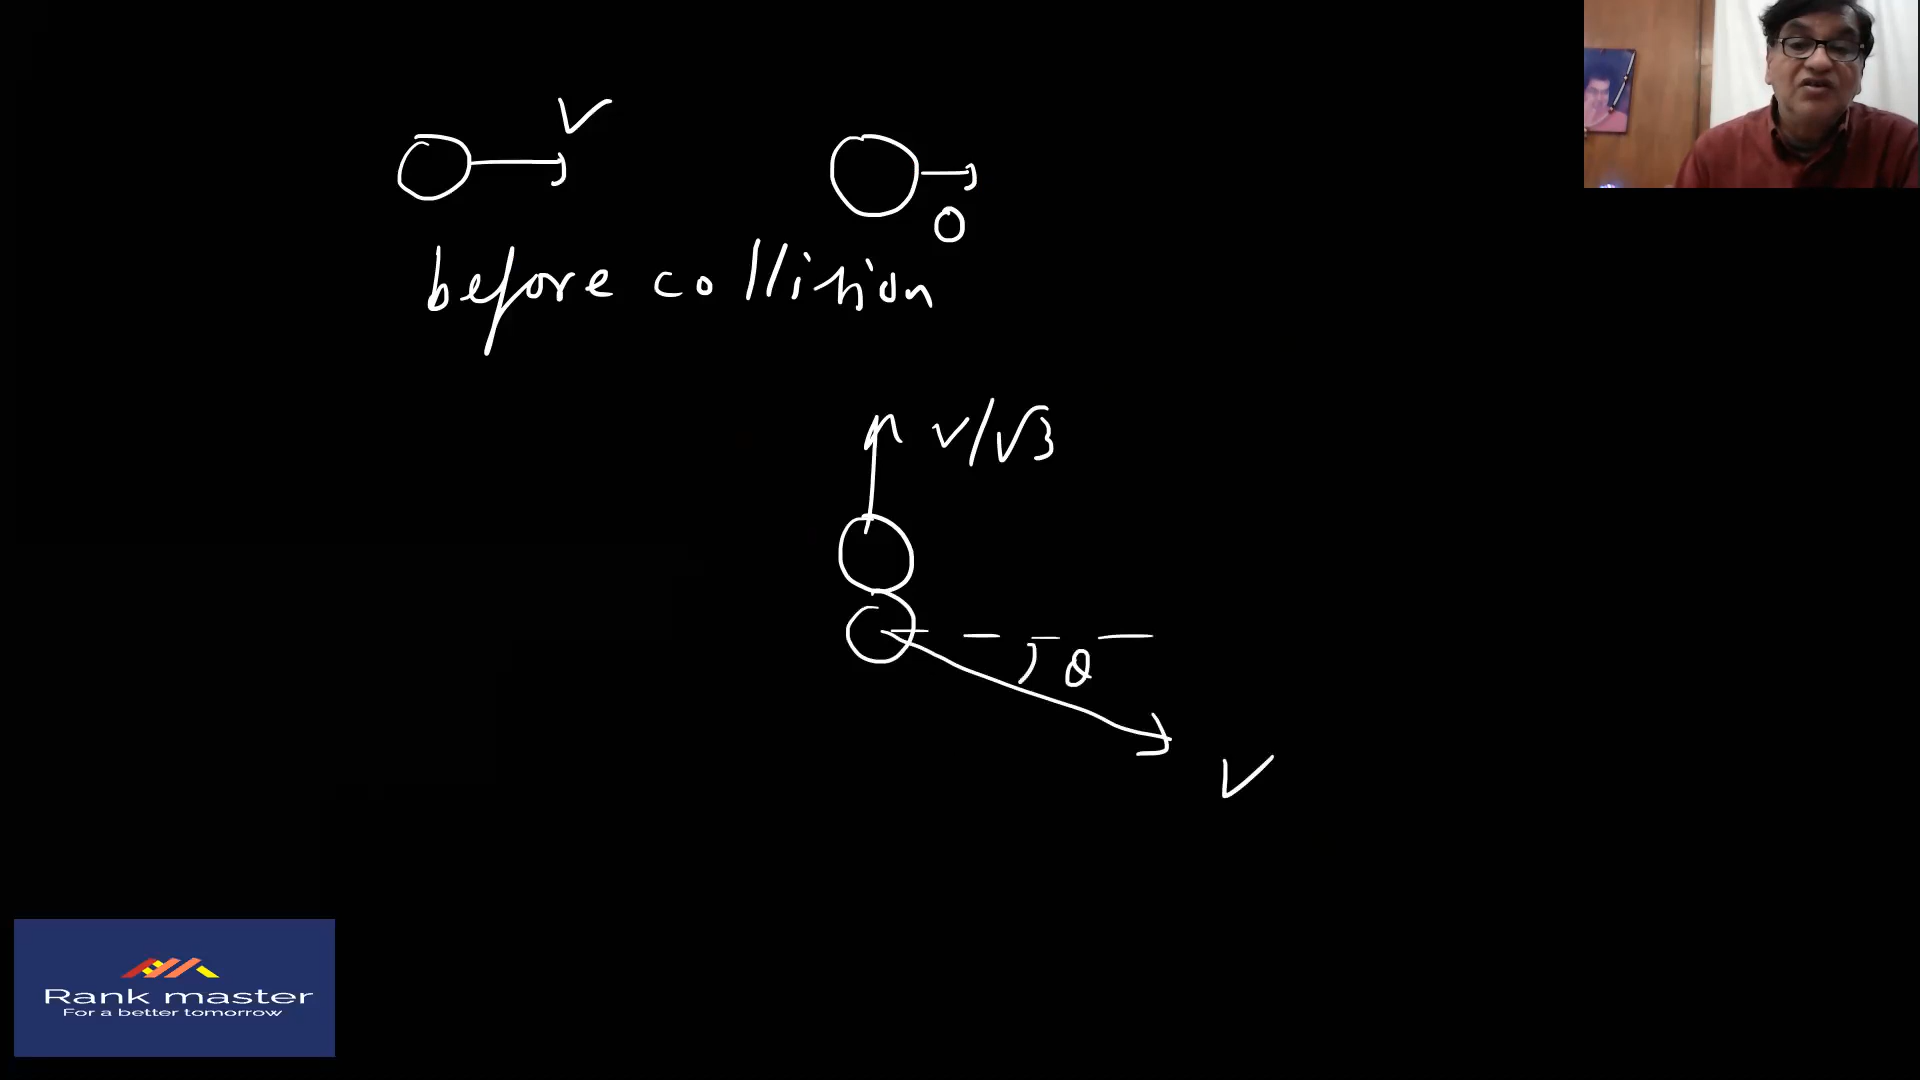 V
0
before collision
V/√3
θ
V
Rank master
For a better tomorrow